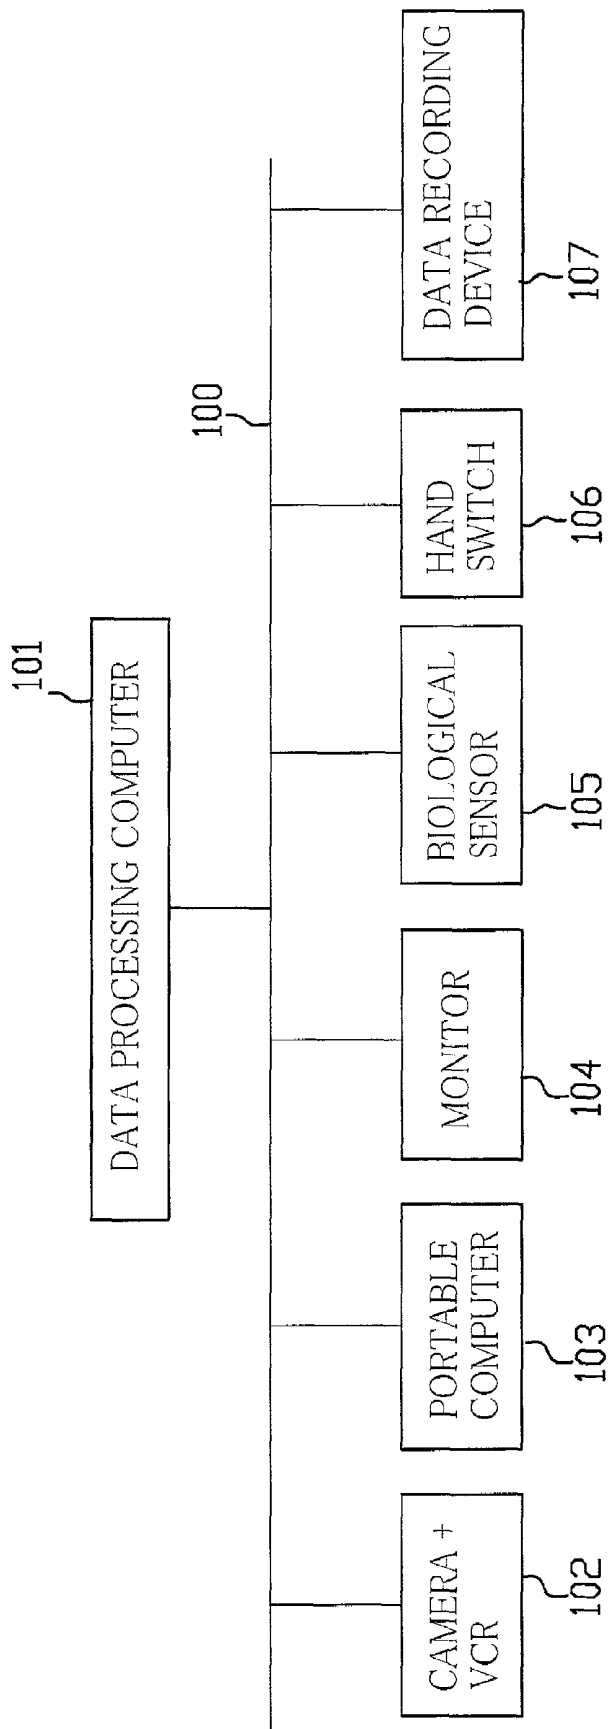 101
DATA PROCESSING COMPUTER
100
CAMERA +
VCR
102
PORTABLE
COMPUTER
103
MONITOR
104
BIOLOGICAL
SENSOR
105
HAND
SWITCH
106
DATA RECORDING
DEVICE
107